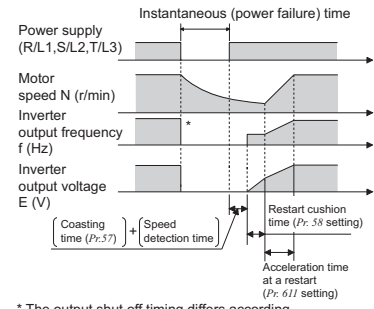 Instantaneous (power failure) time
Power supply
(R/L1,S/L2,T/L3)
Motor
speed N (r/min)
Inverter
output frequency
f (Hz)
*
Inverter
output voltage
E (V)
Coasting
time (Pr.57)
+
Speed
detection time
Restart cushion
time (Pr. 58 setting)
Acceleration time
at a restart
(Pr. 611 setting)
* The output shut off timing differs according